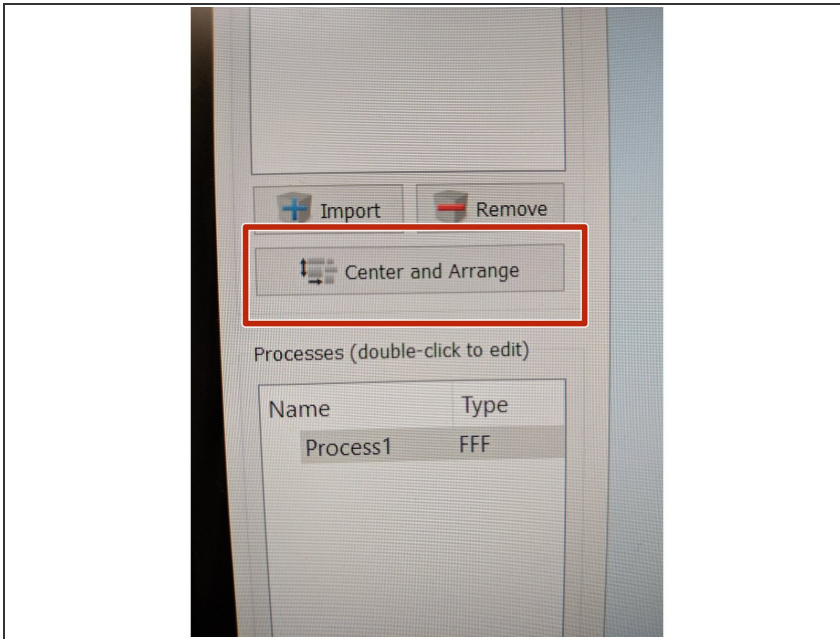 Import Remove
Center and Arrange
Processes (double-click to edit)
Name Type
Process1 FFF